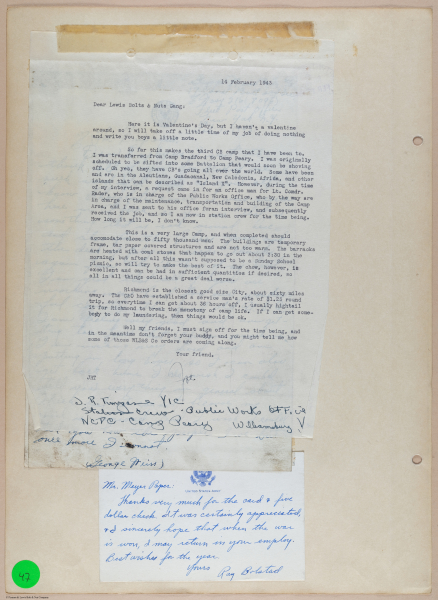 14 February 1943
Dear Lewis Bolts & Nuts Gang:
Here it is Valentine's Day, but I haven't a valentine
around, so I will take off a little time of my job of doing nothing
and write you boys a little note.
So far this makes the third CB camp that I have been to,
I was transferred from Camp Bradford to Camp Peary. I was originally
scheduled to be sifted into some Battalion that would soon be shoving
off. Oh yes, they have CB's going all over the world. Some have been
and are in the Aleutians, Guadacanal, New Caledonia, Africa, and other
islands that can be described as "Island X". However, during the time
of my interview, a request came in for an office man for Lt. Comdr.
Rader, who is in charge of the Public Works Office, who by the way are
in charge of the maintenance, transportation and building of the Camp
area, and I was sent to his office for an interview, and subsequently
received the job, and so I am now in station crew for the time being.
How long it will be, I don't know.
This is a very large Camp, and when completed should
accomodate close to fifty thousand men. The buildings are temporary
frame, tar paper covered structures and are not too warm. The barracks
are heated with coal stoves that happen to go out about 2:30 in the
morning, but after all this wasn't supposed to be a Sunday School
picnic, so will try to make the best of it. The chow, however, is
excellent and can be had in sufficient quantities if desired, so
all in all things could be a great deal worse.
Richmond is the closest good size City, about sixty miles
away. The C&O have established a service man's rate of $1.25 round
trip, so everytime I can get about 36 hours off, I usually hightail
it for Richmond to break the monotony of camp life. If I can get some-
body to do my laundering, then things would be ok.
Well my friends, I must sign off for the time being, and
in the meantime don't forget your buddy, and you might tell me how
some of those Co orders are coming along.
Your friend,
Y1C
Station Crew - Public Works
NCTC - Camp Peary Williamsburg V
once more I
(George Weiss)
Mr. Meyer Paper:
Thanks very much for the card & five
dollar check. It was certainly appreciated,
& I sincerely hope that when the war
is won, I may return in your employ.
Best wishes for the year
Yours
Ray Bolstad
47